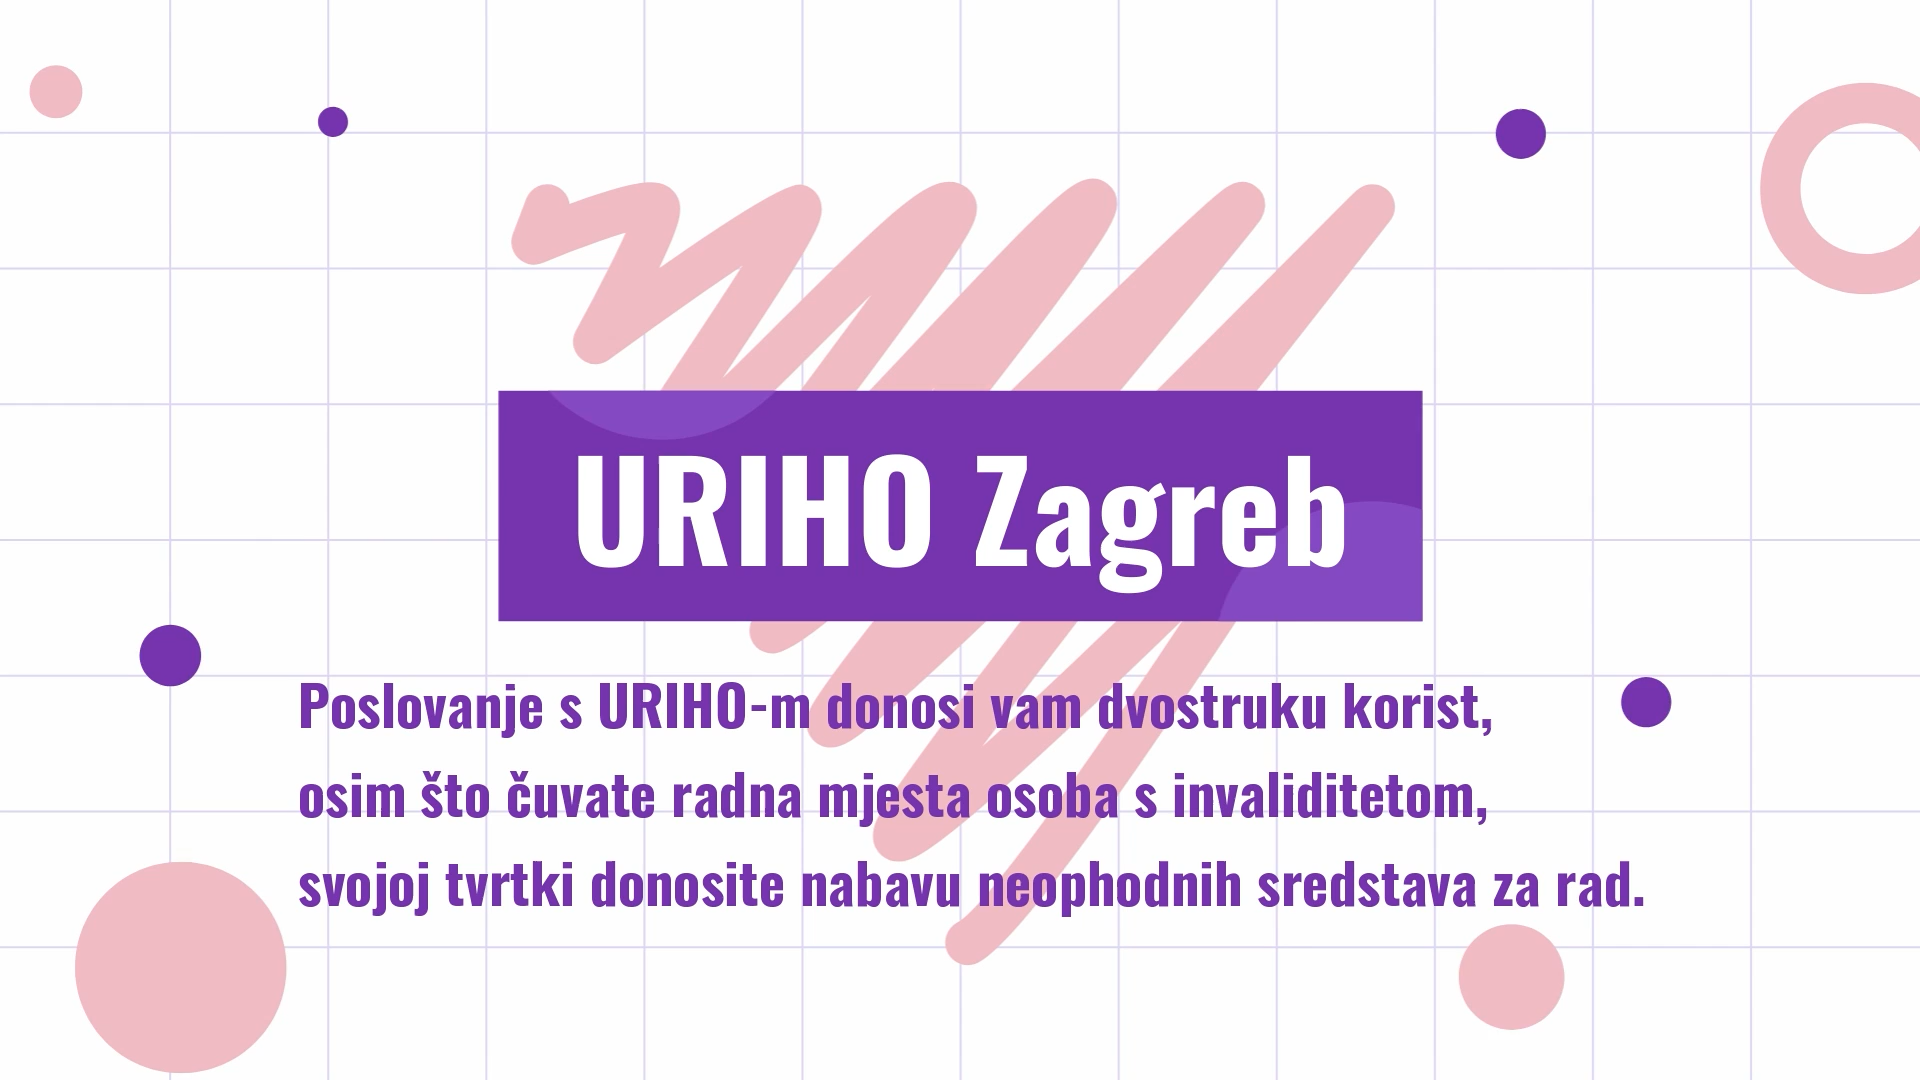 URIHO Zagreb
Poslovanje s URIHO-m donosi vam dvostruku korist,
osim što čuvate radna mjesta osoba s invaliditetom,
svojoj tvrtki donosite nabavu neophodnih sredstava za rad.